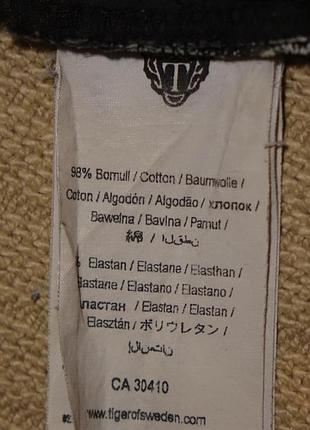 98% Bomull / Cotton / Baumwolle /
Coton / Algodón / Algodão / хлопок /
Bawełna / Bavlna / Pamut /
綿 / القطن
% Elastan / Elastane / Elasthan /
Elastane / Elastano / Elastano /
эластан / Elastan / Elastan /
Elasztán / ポリウレタン /
إلاستان
CA 30410
www.tigerofsweden.com